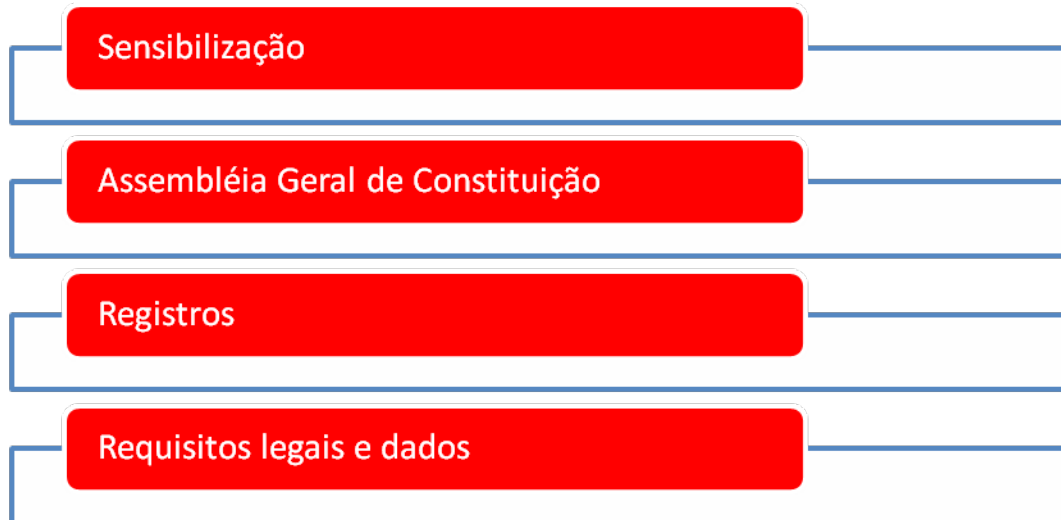 Sensibilização
Assembléia Geral de Constituição
Registros
Requisitos legais e dados